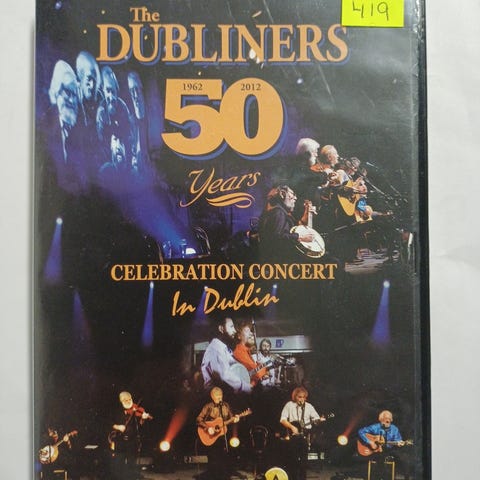 The
DUBLINERS
419
1962 2012
50
Years
CELEBRATION CONCERT
In Dublin